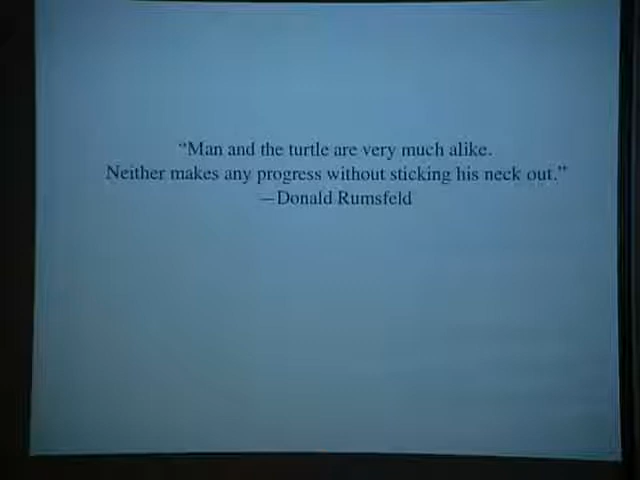 “Man and the turtle are very much alike.
Neither makes any progress without sticking his neck out.”
—Donald Rumsfeld